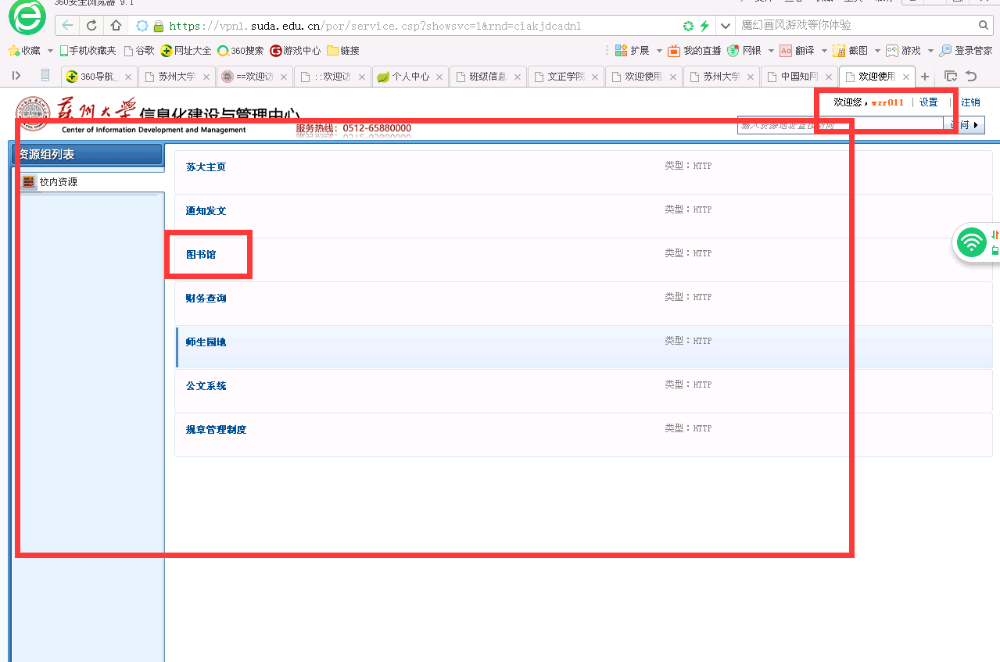 360安全浏览器 9.1
https://vpn1.suda.edu.cn/por/service.csp?showsvc=1&rnd=ciakjdcadnl
魔幻画风游戏等你体验
收藏 手机收藏夹 谷歌 网址大全 360搜索 游戏中心 链接 扩展 我的直播 网银 翻译 截图 游戏 登录管家
360导航_ 苏州大学 ==欢迎访 ::欢迎访 个人中心 班级信息 文正学院 欢迎使用 苏州大学 中国知网 欢迎使用
苏州大学 信息化建设与管理中心
Center of Information Development and Management
服务热线：0512-65880000
欢迎您，wzr011 | 设置 | 注销
输入资源地址直接访问 访问
资源组列表
校内资源
苏大主页 类型：HTTP
通知发文 类型：HTTP
图书馆 类型：HTTP
财务查询 类型：HTTP
师生园地 类型：HTTP
公文系统 类型：HTTP
规章管理制度 类型：HTTP